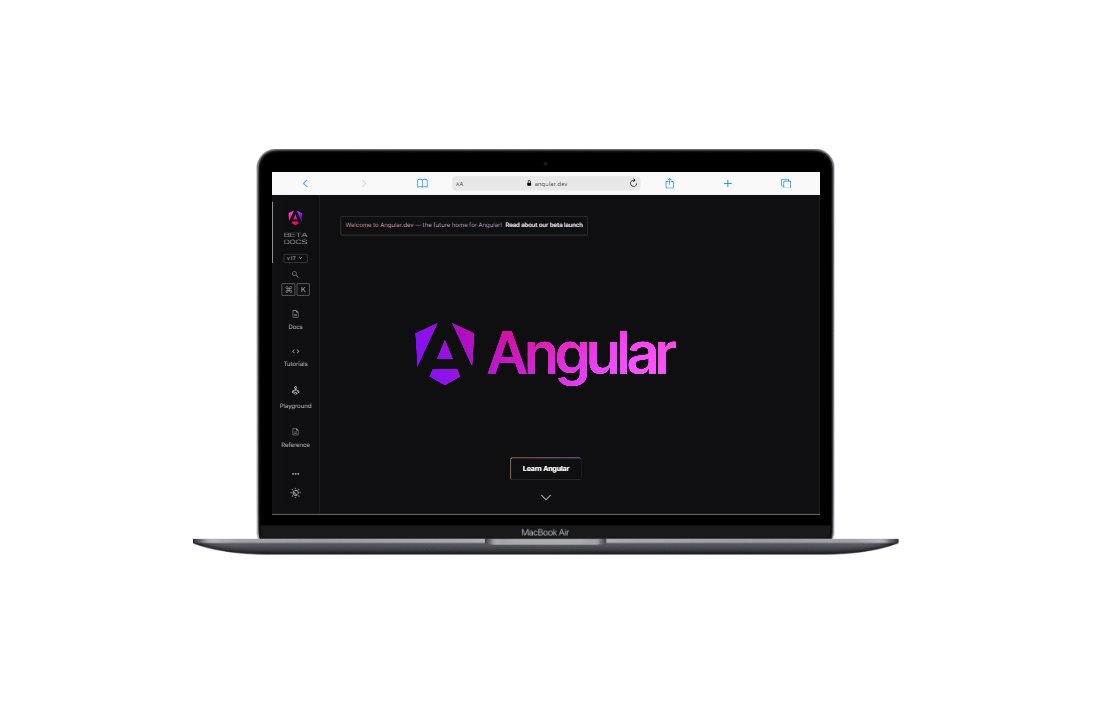 AA angular.dev
BETA
DOCS
v17
⌘ K
Docs
Tutorials
Playground
Reference
Welcome to Angular.dev — the future home for Angular! Read about our beta launch
Angular
Learn Angular
MacBook Air